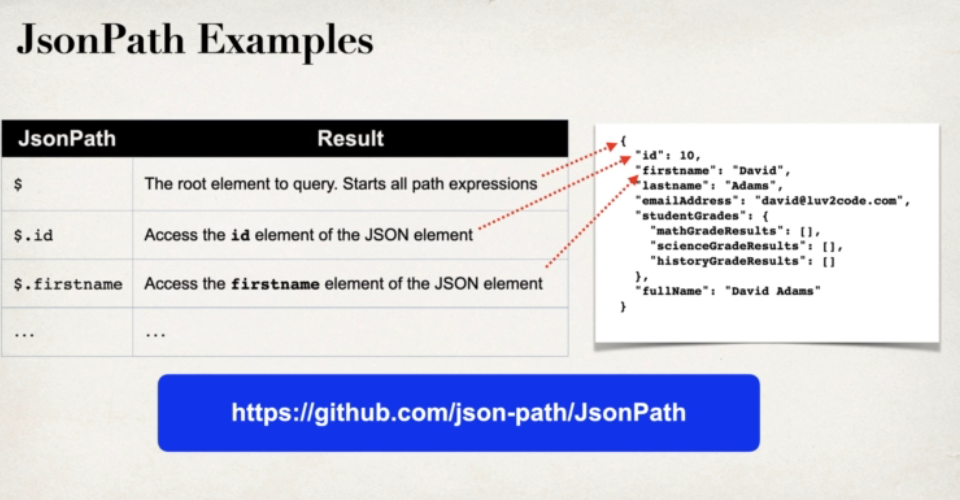 JsonPath Examples
JsonPath Result
$ The root element to query. Starts all path expressions
$.id Access the id element of the JSON element
$.firstname Access the firstname element of the JSON element
... ...
{
"id": 10,
"firstname": "David",
"lastname": "Adams",
"emailAddress": "david@luv2code.com",
"studentGrades": {
"mathGradeResults": [],
"scienceGradeResults": [],
"historyGradeResults": []
},
"fullName": "David Adams"
}
https://github.com/json-path/JsonPath